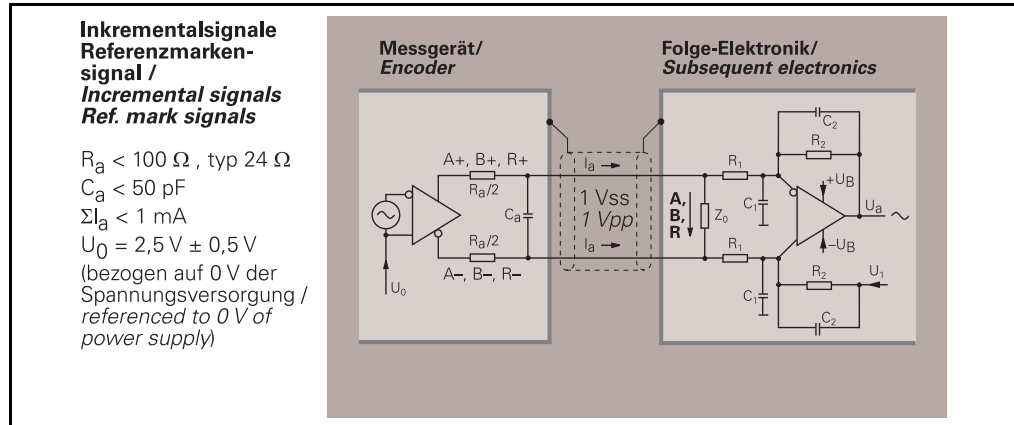 Inkrementalsignale
Referenzmarken-
signal /
Incremental signals
Ref. mark signals
Ra < 100 Ω , typ 24 Ω
Ca < 50 pF
ΣIa < 1 mA
U0 = 2,5 V ± 0,5 V
(bezogen auf 0 V der
Spannungsversorgung /
referenced to 0 V of
power supply)
Messgerät/
Encoder
A+, B+, R+
Ra/2
Ca
Ra/2
A–, B–, R–
U0
Ia
1 Vss
1 Vpp
Ia
Folge-Elektronik/
Subsequent electronics
A,
B,
R
Z0
R1
C1
R1
C1
C2
R2
+UB
Ua
–UB
R2
U1
C2